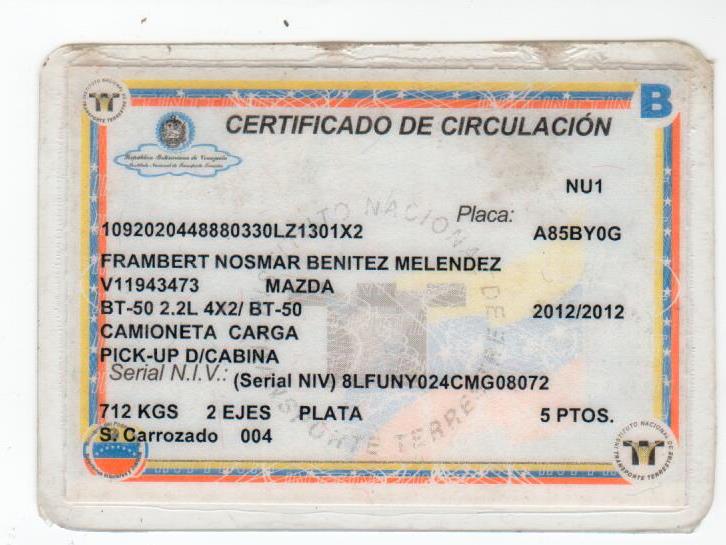 B
CERTIFICADO DE CIRCULACIÓN
República Bolivariana de Venezuela
Instituto Nacional de Transporte Terrestre
NU1
Placa:
1092020448880330LZ1301X2 A85BY0G
FRAMBERT NOSMAR BENITEZ MELENDEZ
V11943473 MAZDA
BT-50 2.2L 4X2/ BT-50 2012/2012
CAMIONETA CARGA
PICK-UP D/CABINA
Serial N.I.V.: (Serial NIV) 8LFUNY024CMG08072
712 KGS 2 EJES PLATA 5 PTOS.
S. Carrozado 004
INSTITUTO NACIONAL DE TRANSPORTE TERRESTRE